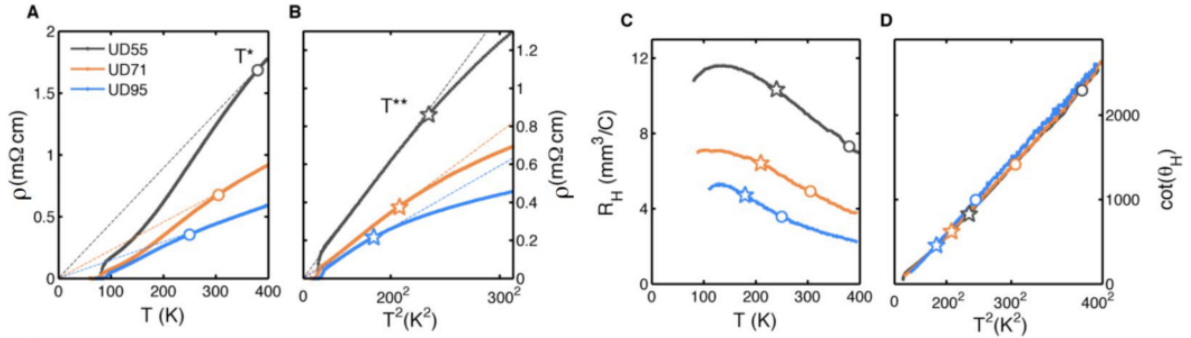 A
2
1.5
1
0.5
0
ρ(mΩ cm)
UD55
UD71
UD95
T*
0 100 200 300 400
T (K)
B
T**
1.2
1
0.8
0.6
0.4
0.2
0
ρ(mΩ cm)
0 200² 300²
T²(K²)
C
12
8
4
0
R_H (mm³/C)
0 100 200 300 400
T (K)
D
2000
1000
0
cot(θ_H)
0 200² 300² 400²
T²(K²)